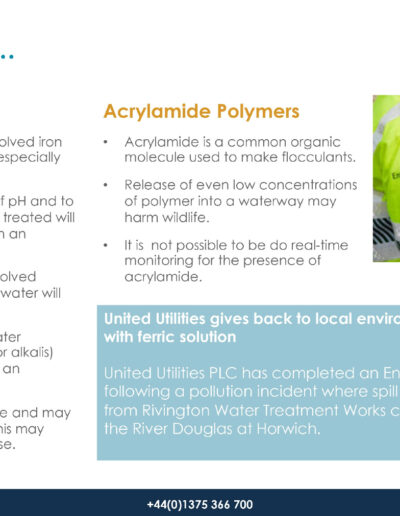 ...
olved iron
especially
f pH and to
treated will
n an
olved
water will
ater
or alkalis)
an
e and may
his may
se.
Acrylamide Polymers
• Acrylamide is a common organic
molecule used to make flocculants.
• Release of even low concentrations
of polymer into a waterway may
harm wildlife.
• It is not possible to be do real-time
monitoring for the presence of
acrylamide.
En
United Utilities gives back to local enviro
with ferric solution
United Utilities PLC has completed an En
following a pollution incident where spill
from Rivington Water Treatment Works c
the River Douglas at Horwich.
+44(0)1375 366 700